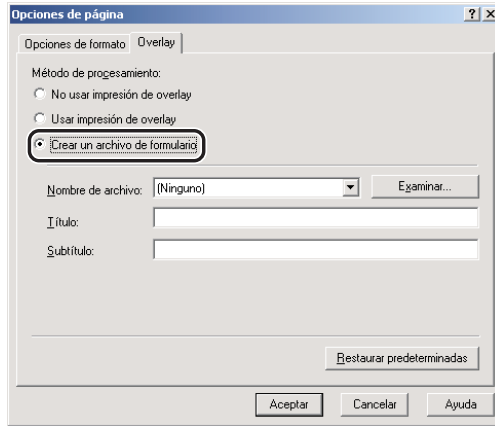 Opciones de página
Opciones de formato Overlay
Método de procesamiento:
No usar impresión de overlay
Usar impresión de overlay
Crear un archivo de formulario
Nombre de archivo: (Ninguno) Examinar...
Título:
Subtítulo:
Restaurar predeterminadas
Aceptar Cancelar Ayuda